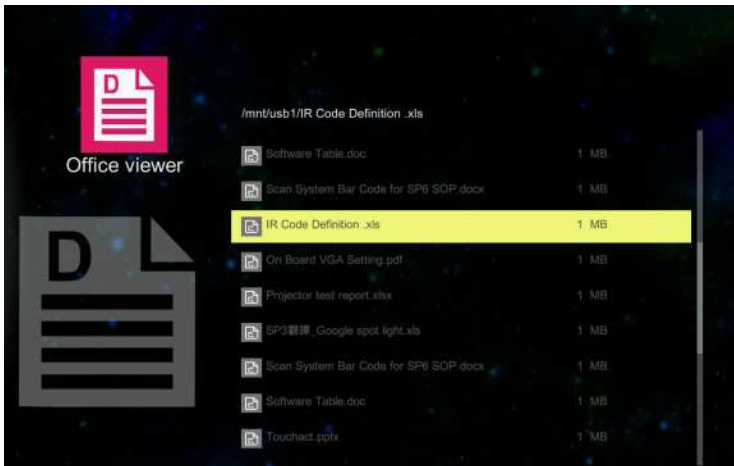 D
Office viewer
D
/mnt/usb1/IR Code Definition .xls
Software Table.doc 1 MB
Scan System Bar Code for SP6 SOP.docx 1 MB
IR Code Definition .xls 1 MB
On Board VGA Setting.pdf 1 MB
Projector test report.xlsx 1 MB
_Google spot light.xls 1 MB
Scan System Bar Code for SP6 SOP.docx 1 MB
Software Table.doc 1 MB
Touchact.pptx 1 MB